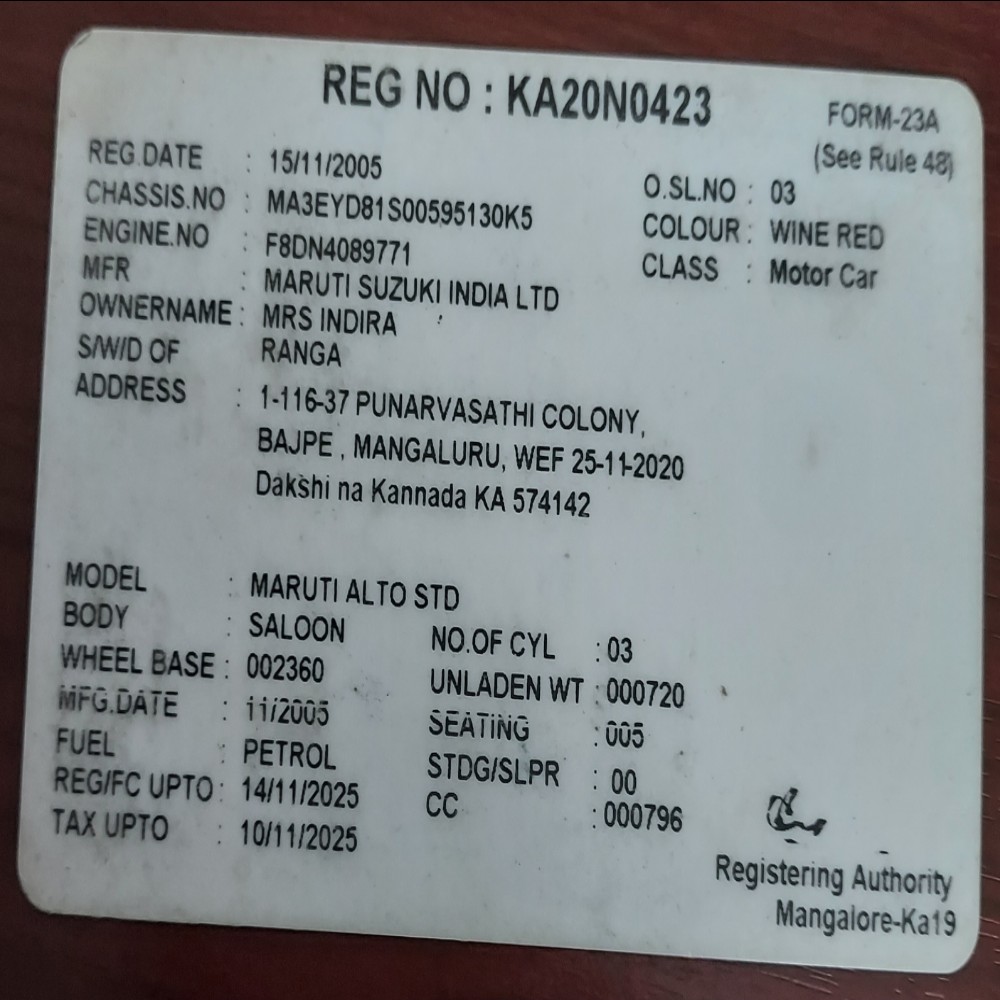 REG NO : KA20N0423
FORM-23A
(See Rule 48)
REG.DATE : 15/11/2005
O.SL.NO : 03
CHASSIS.NO : MA3EYD81S00595130K5
COLOUR : WINE RED
ENGINE.NO : F8DN4089771
CLASS : Motor Car
MFR : MARUTI SUZUKI INDIA LTD
OWNERNAME : MRS INDIRA
S/W/D OF RANGA
ADDRESS : 1-116-37 PUNARVASATHI COLONY,
BAJPE , MANGALURU, WEF 25-11-2020
Dakshi na Kannada KA 574142
MODEL : MARUTI ALTO STD
BODY : SALOON NO.OF CYL : 03
WHEEL BASE : 002360 UNLADEN WT : 000720
MFG.DATE : 11/2005 SEATING : 005
FUEL : PETROL STDG/SLPR : 00
REG/FC UPTO : 14/11/2025 CC : 000796
TAX UPTO : 10/11/2025
Registering Authority
Mangalore-Ka19